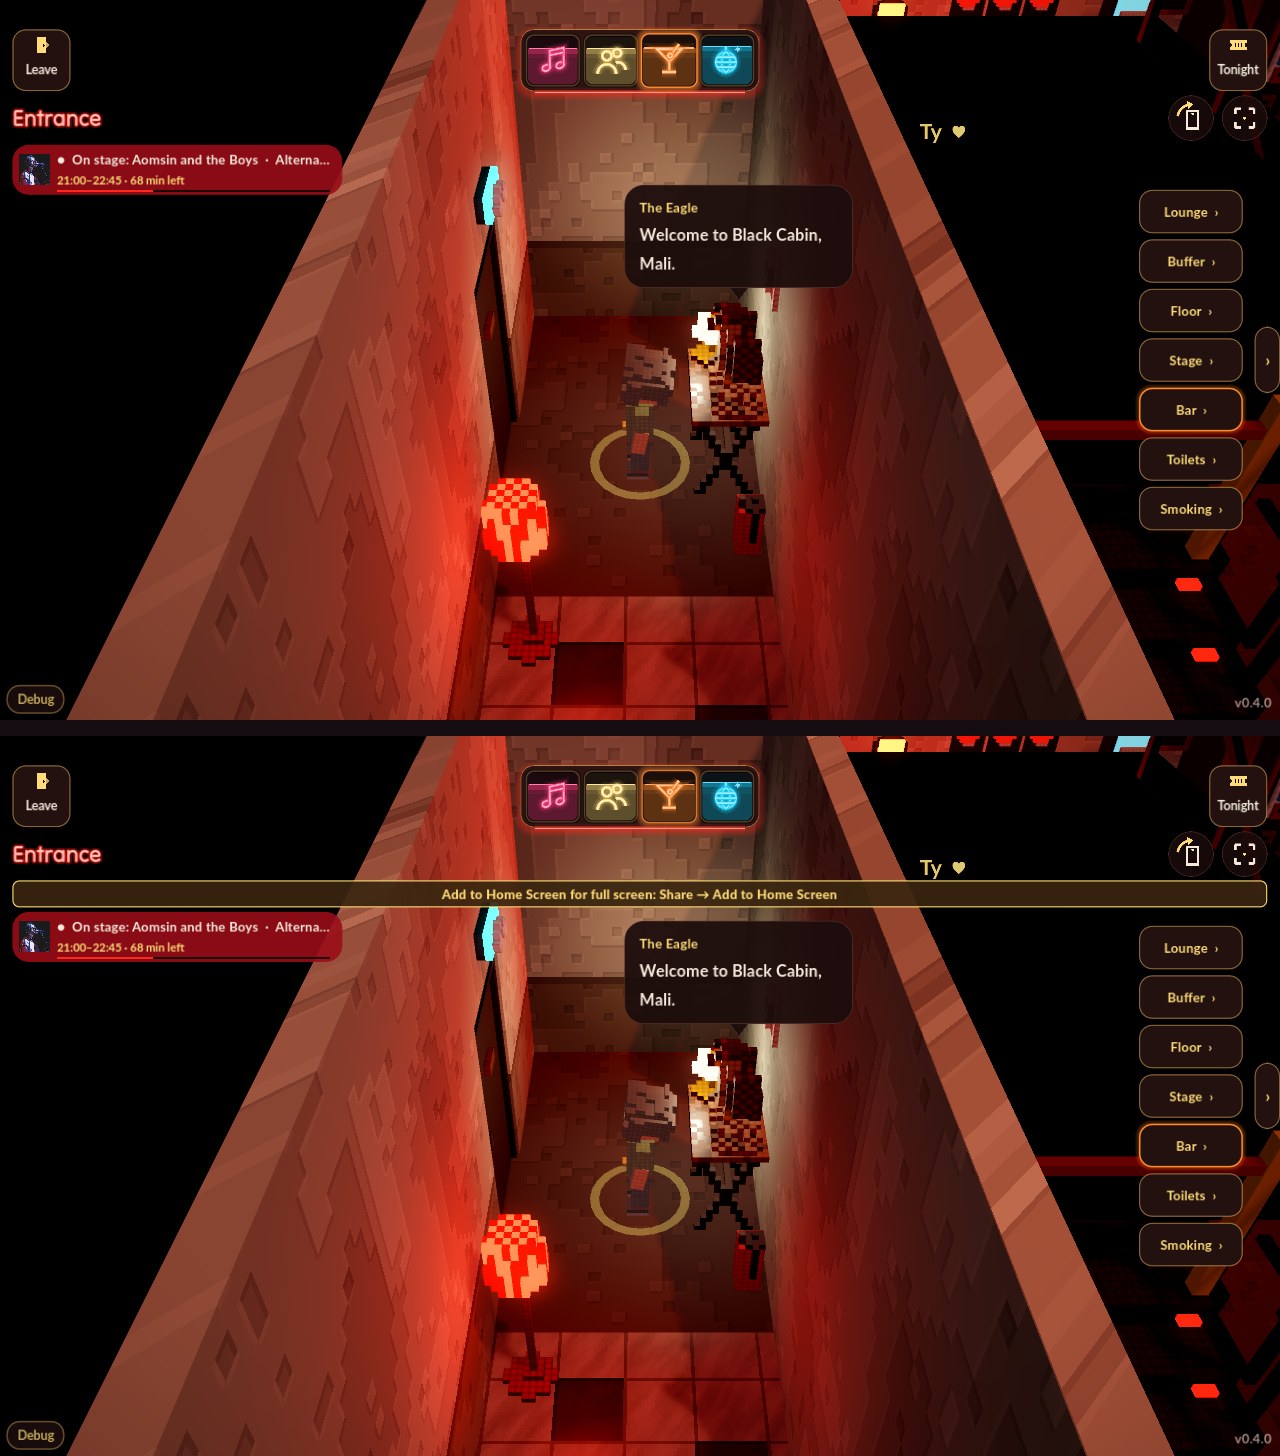 Leave
Tonight
Entrance
Ty ♥
● On stage: Aomsin and the Boys · Alterna...
21:00–22:45 · 68 min left
The Eagle
Welcome to Black Cabin,
Mali.
Lounge ›
Buffer ›
Floor ›
Stage ›
Bar ›
Toilets ›
Smoking ›
Debug
v0.4.0
Leave
Tonight
Entrance
Ty ♥
Add to Home Screen for full screen: Share → Add to Home Screen
● On stage: Aomsin and the Boys · Alterna...
21:00–22:45 · 68 min left
The Eagle
Welcome to Black Cabin,
Mali.
Lounge ›
Buffer ›
Floor ›
Stage ›
Bar ›
Toilets ›
Smoking ›
Debug
v0.4.0